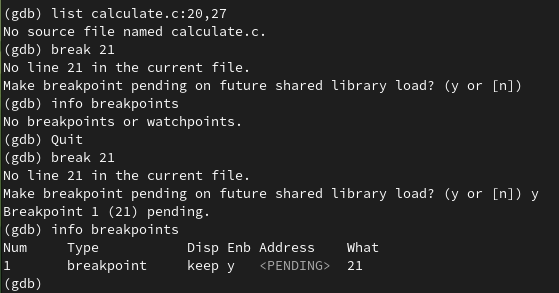 (gdb) list calculate.c:20,27
No source file named calculate.c.
(gdb) break 21
No line 21 in the current file.
Make breakpoint pending on future shared library load? (y or [n])
(gdb) info breakpoints
No breakpoints or watchpoints.
(gdb) Quit
(gdb) break 21
No line 21 in the current file.
Make breakpoint pending on future shared library load? (y or [n]) y
Breakpoint 1 (21) pending.
(gdb) info breakpoints
Num     Type           Disp Enb Address    What
1       breakpoint     keep y   <PENDING>  21
(gdb)